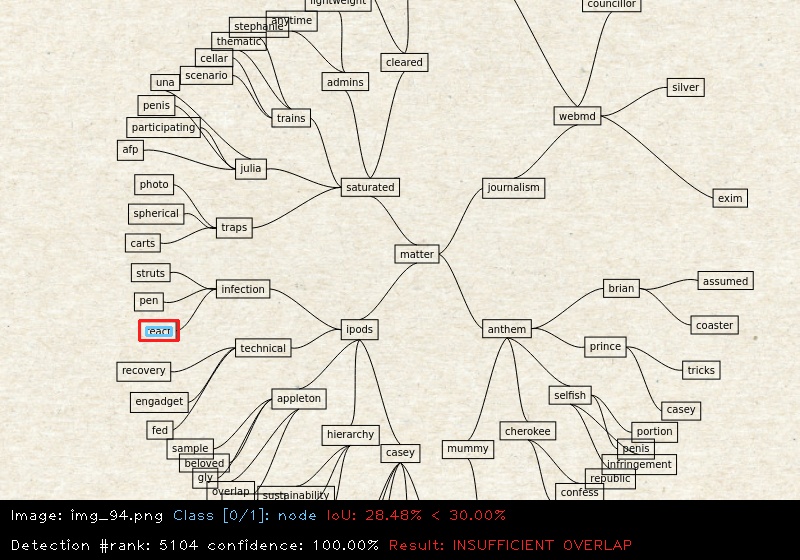 lightweight
councillor
anytime
stephanie
thematic
cleared
cellar
scenario
una
admins
silver
penis
trains
webmd
participating
afp
julia
photo
saturated
journalism
exim
spherical
traps
carts
matter
struts
infection
brian
assumed
pen
coaster
ipods
anthem
technical
prince
recovery
tricks
engadget
appleton
selfish
casey
fed
hierarchy
cherokee
portion
sample
casey
mummy
penis
beloved
infringement
gly
republic
overlap
sustainability
confess
Image: img_94.png Class [0/1]: node IoU: 28.48% < 30.00%
Detection #rank: 5104 confidence: 100.00% Result: INSUFFICIENT OVERLAP